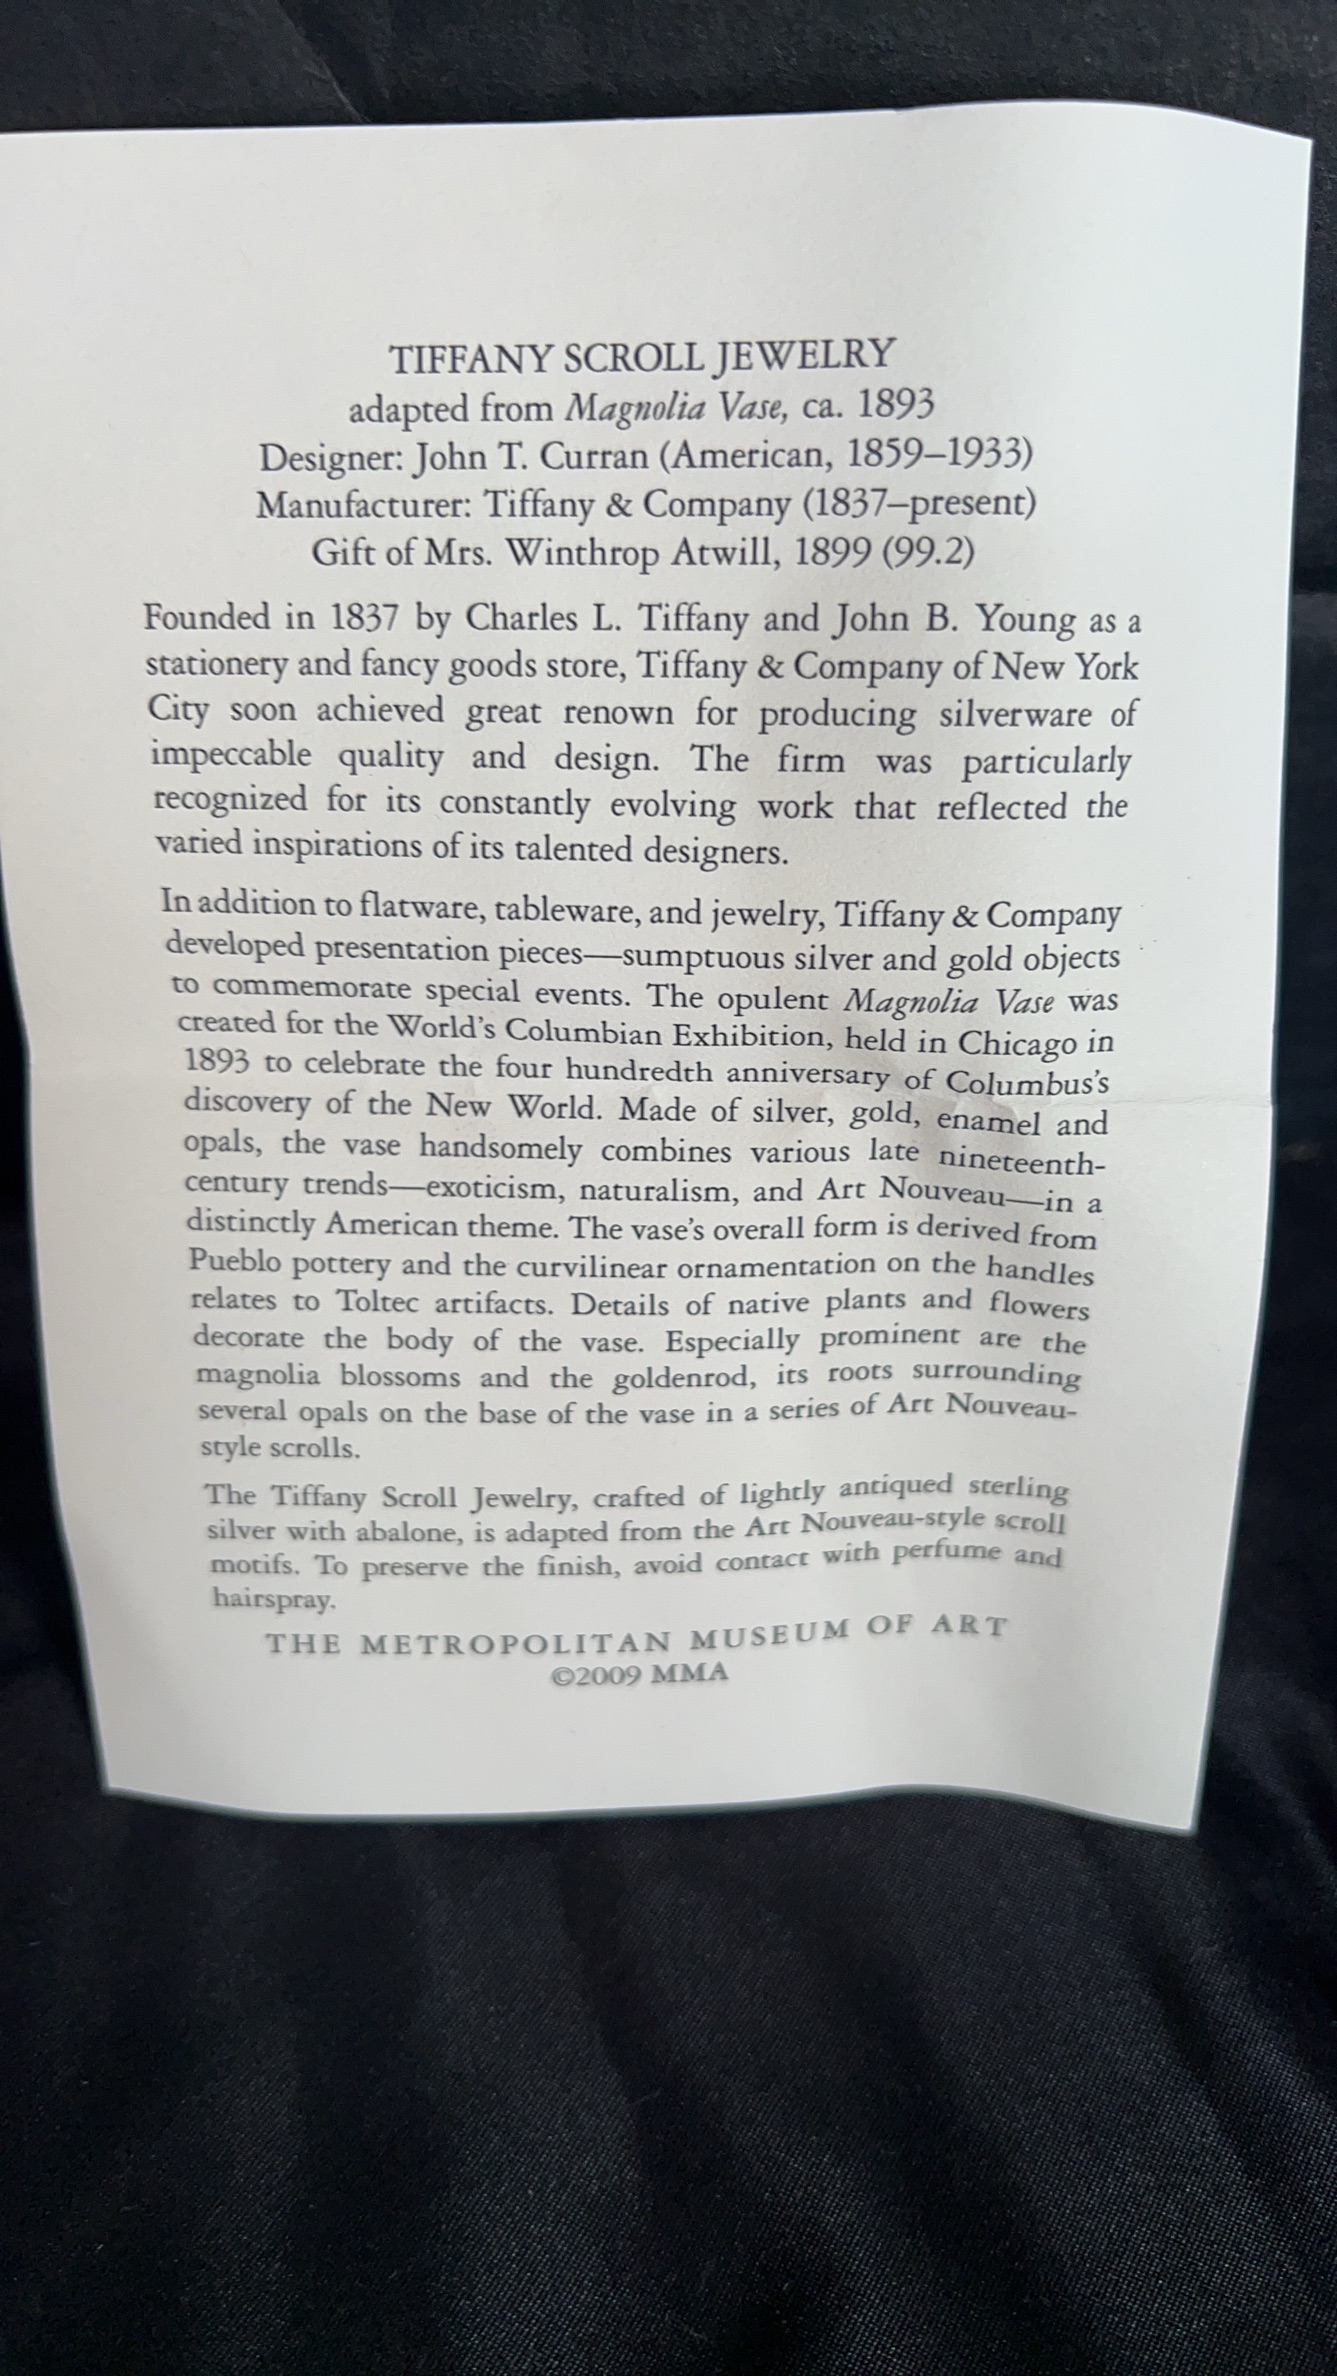 TIFFANY SCROLL JEWELRY
adapted from Magnolia Vase, ca. 1893
Designer: John T. Curran (American, 1859–1933)
Manufacturer: Tiffany & Company (1837–present)
Gift of Mrs. Winthrop Atwill, 1899 (99.2)
Founded in 1837 by Charles L. Tiffany and John B. Young as a
stationery and fancy goods store, Tiffany & Company of New York
City soon achieved great renown for producing silverware of
impeccable quality and design. The firm was particularly
recognized for its constantly evolving work that reflected the
varied inspirations of its talented designers.
In addition to flatware, tableware, and jewelry, Tiffany & Company
developed presentation pieces—sumptuous silver and gold objects
to commemorate special events. The opulent Magnolia Vase was
created for the World's Columbian Exhibition, held in Chicago in
1893 to celebrate the four hundredth anniversary of Columbus's
discovery of the New World. Made of silver, gold, enamel and
opals, the vase handsomely combines various late nineteenth-
century trends—exoticism, naturalism, and Art Nouveau—in a
distinctly American theme. The vase's overall form is derived from
Pueblo pottery and the curvilinear ornamentation on the handles
relates to Toltec artifacts. Details of native plants and flowers
decorate the body of the vase. Especially prominent are the
magnolia blossoms and the goldenrod, its roots surrounding
several opals on the base of the vase in a series of Art Nouveau-
style scrolls.
The Tiffany Scroll Jewelry, crafted of lightly antiqued sterling
silver with abalone, is adapted from the Art Nouveau-style scroll
motifs. To preserve the finish, avoid contact with perfume and
hairspray.
THE METROPOLITAN MUSEUM OF ART
©2009 MMA